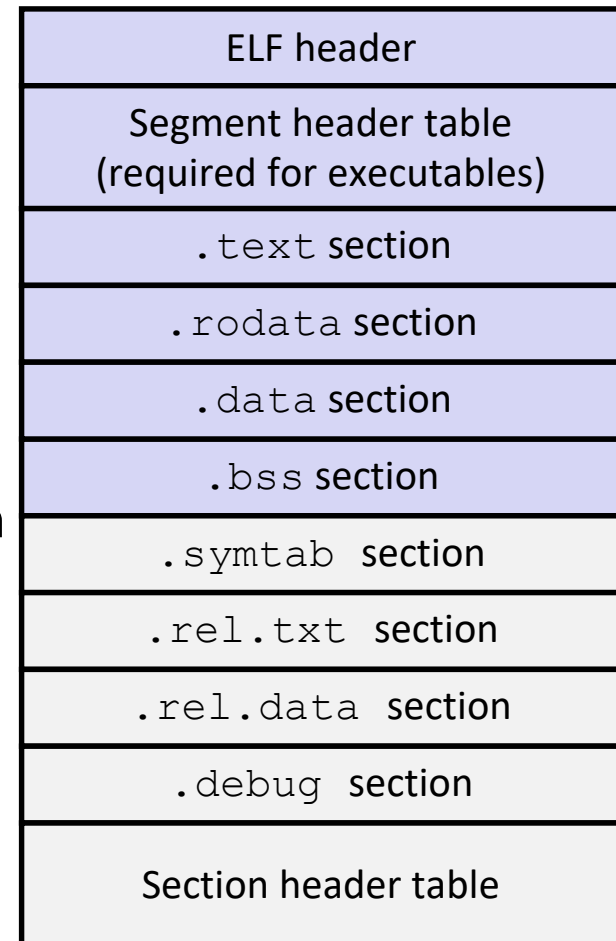 ELF header
Segment header table
(required for executables)
.text section
.rodata section
.data section
.bss section
.symtab section
.rel.txt section
.rel.data section
.debug section
Section header table